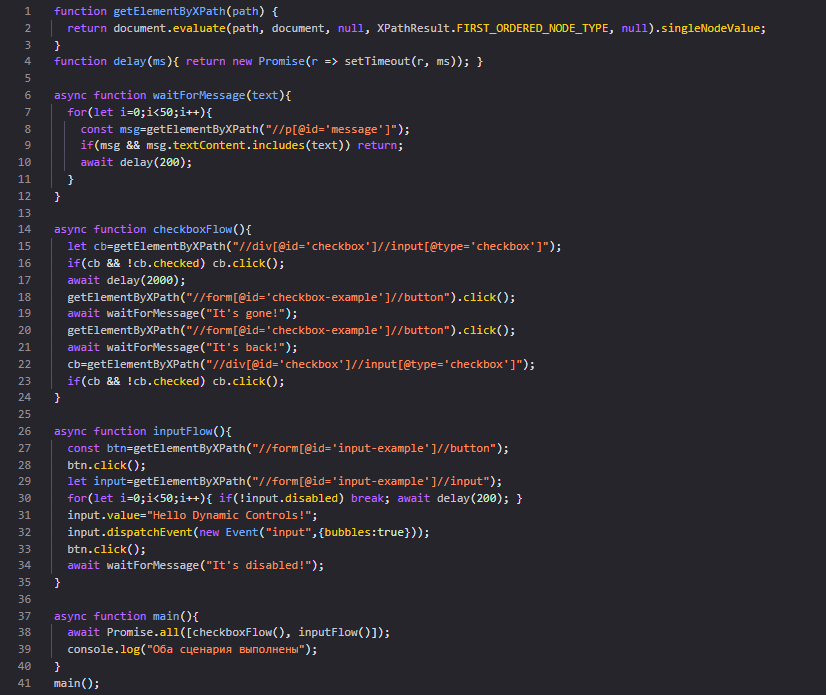 1 function getElementByXPath(path) {
2 return document.evaluate(path, document, null, XPathResult.FIRST_ORDERED_NODE_TYPE, null).singleNodeValue;
3 }
4 function delay(ms){ return new Promise(r => setTimeout(r, ms)); }
5
6 async function waitForMessage(text){
7 for(let i=0;i<50;i++){
8 const msg=getElementByXPath("//p[@id='message']");
9 if(msg && msg.textContent.includes(text)) return;
10 await delay(200);
11 }
12 }
13
14 async function checkboxFlow(){
15 let cb=getElementByXPath("//div[@id='checkbox']//input[@type='checkbox']");
16 if(cb && !cb.checked) cb.click();
17 await delay(2000);
18 getElementByXPath("//form[@id='checkbox-example']//button").click();
19 await waitForMessage("It's gone!");
20 getElementByXPath("//form[@id='checkbox-example']//button").click();
21 await waitForMessage("It's back!");
22 cb=getElementByXPath("//div[@id='checkbox']//input[@type='checkbox']");
23 if(cb && !cb.checked) cb.click();
24 }
25
26 async function inputFlow(){
27 const btn=getElementByXPath("//form[@id='input-example']//button");
28 btn.click();
29 let input=getElementByXPath("//form[@id='input-example']//input");
30 for(let i=0;i<50;i++){ if(!input.disabled) break; await delay(200); }
31 input.value="Hello Dynamic Controls!";
32 input.dispatchEvent(new Event("input",{bubbles:true}));
33 btn.click();
34 await waitForMessage("It's disabled!");
35 }
36
37 async function main(){
38 await Promise.all([checkboxFlow(), inputFlow()]);
39 console.log("Оба сценария выполнены");
40 }
41 main();